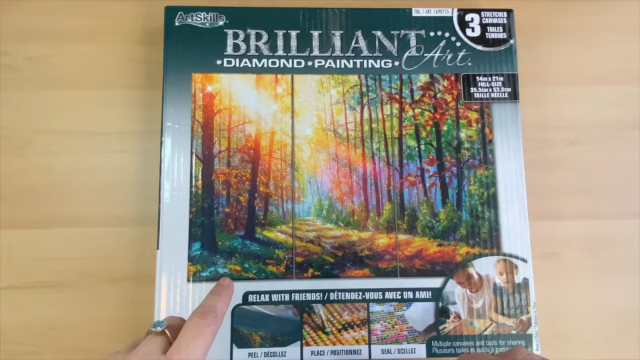 ArtSkills
BRILLIANT
Art.
DIAMOND • PAINTING
3 STRETCHED
CANVASES
TOILES
TENDUES
14in x 21in
FULL-SIZE
35.5cm x 53.3cm
TAILLE RÉELLE
RELAX WITH FRIENDS! / DÉTENDEZ-VOUS AVEC UN AMI!
PEEL / DÉCOLLEZ
PLACE / POSITIONNEZ
SEAL / SCELLEZ
Multiple canvases and tools for sharing